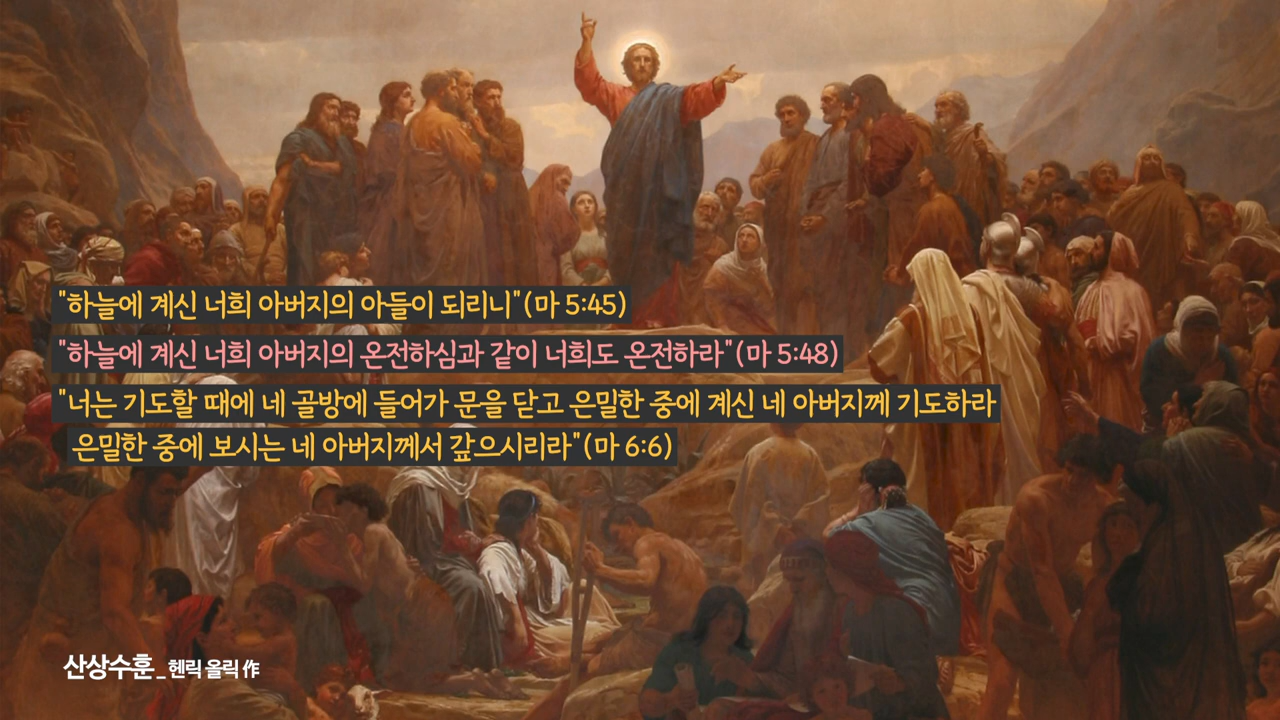 "하늘에 계신 너희 아버지의 아들이 되리니"(마 5:45)
"하늘에 계신 너희 아버지의 온전하심과 같이 너희도 온전하라"(마 5:48)
"너는 기도할 때에 네 골방에 들어가 문을 닫고 은밀한 중에 계신 네 아버지께 기도하라
은밀한 중에 보시는 네 아버지께서 갚으시리라"(마 6:6)
산상수훈_ 헨릭 올릭 作